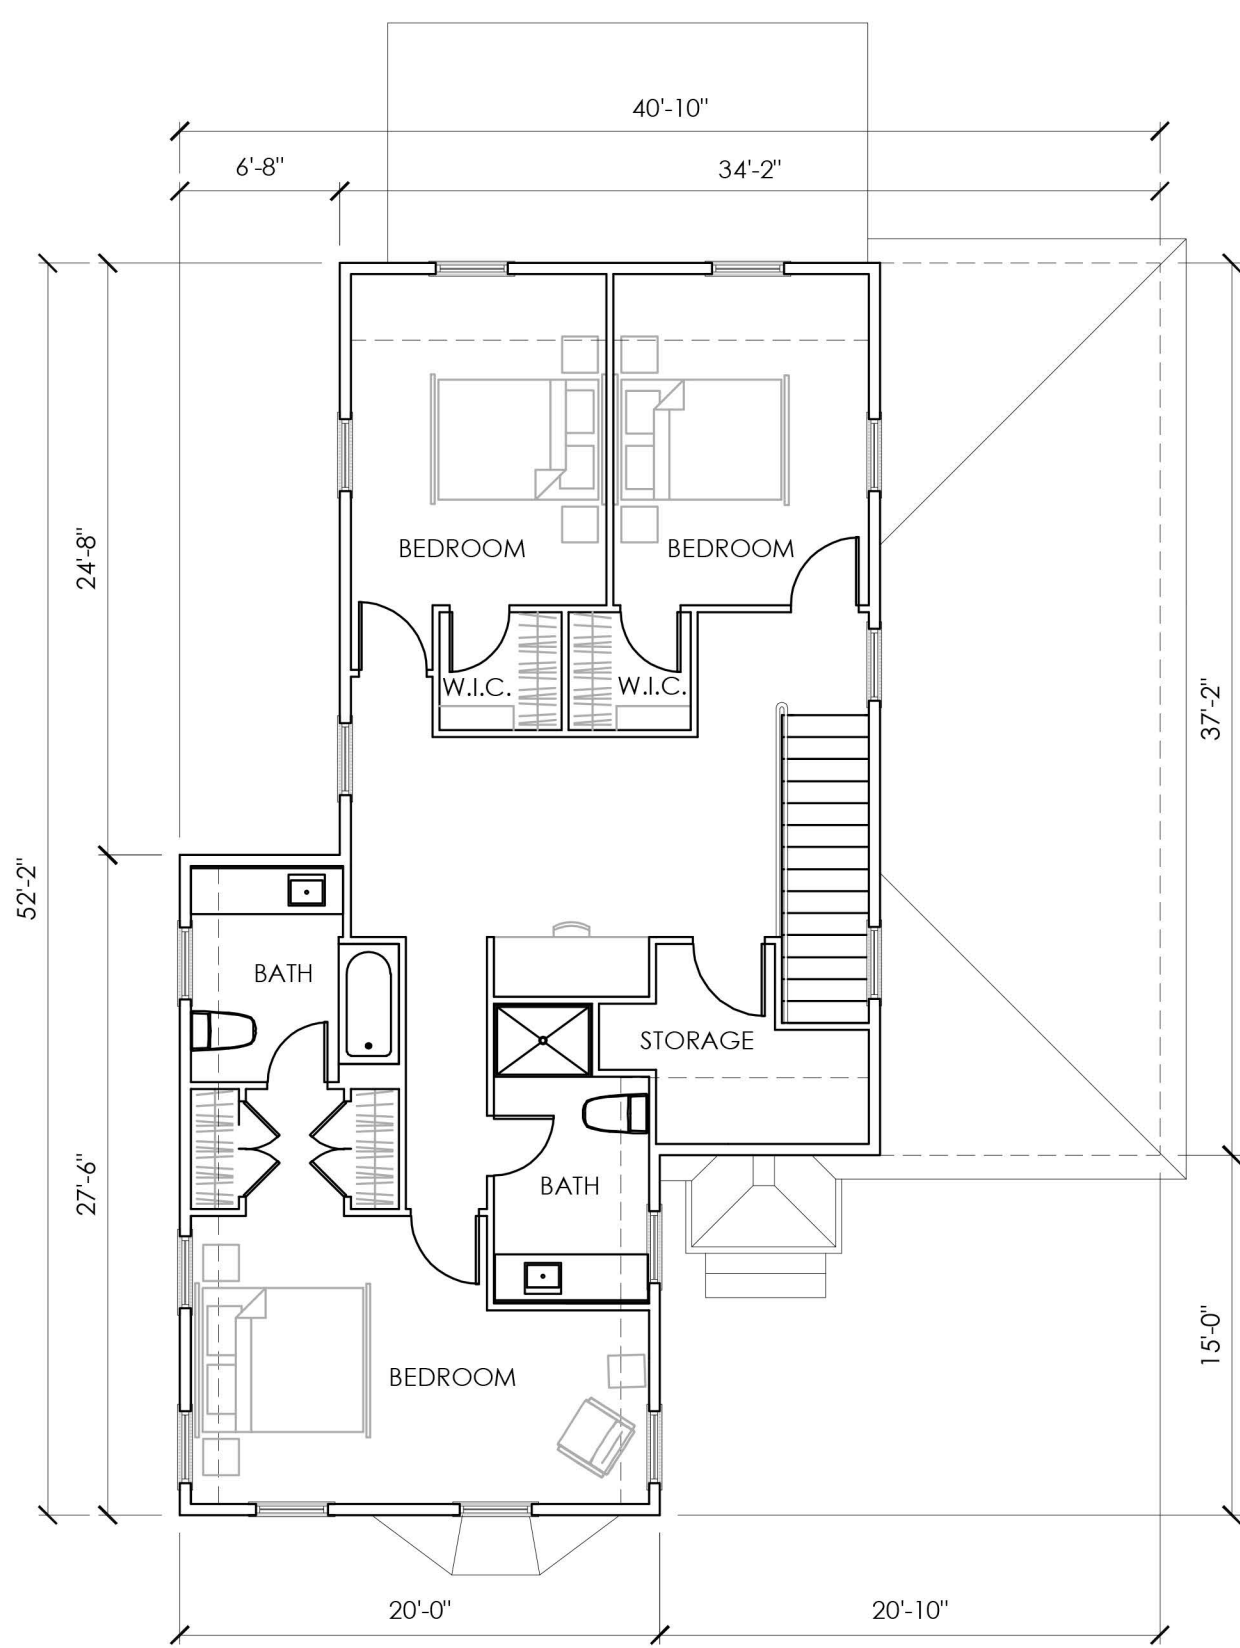 40'-10"
6'-8"
34'-2"
24'-8"
BEDROOM
BEDROOM
W.I.C.
W.I.C.
37'-2"
52'-2"
BATH
STORAGE
27'-6"
BATH
15'-0"
BEDROOM
20'-0"
20'-10"